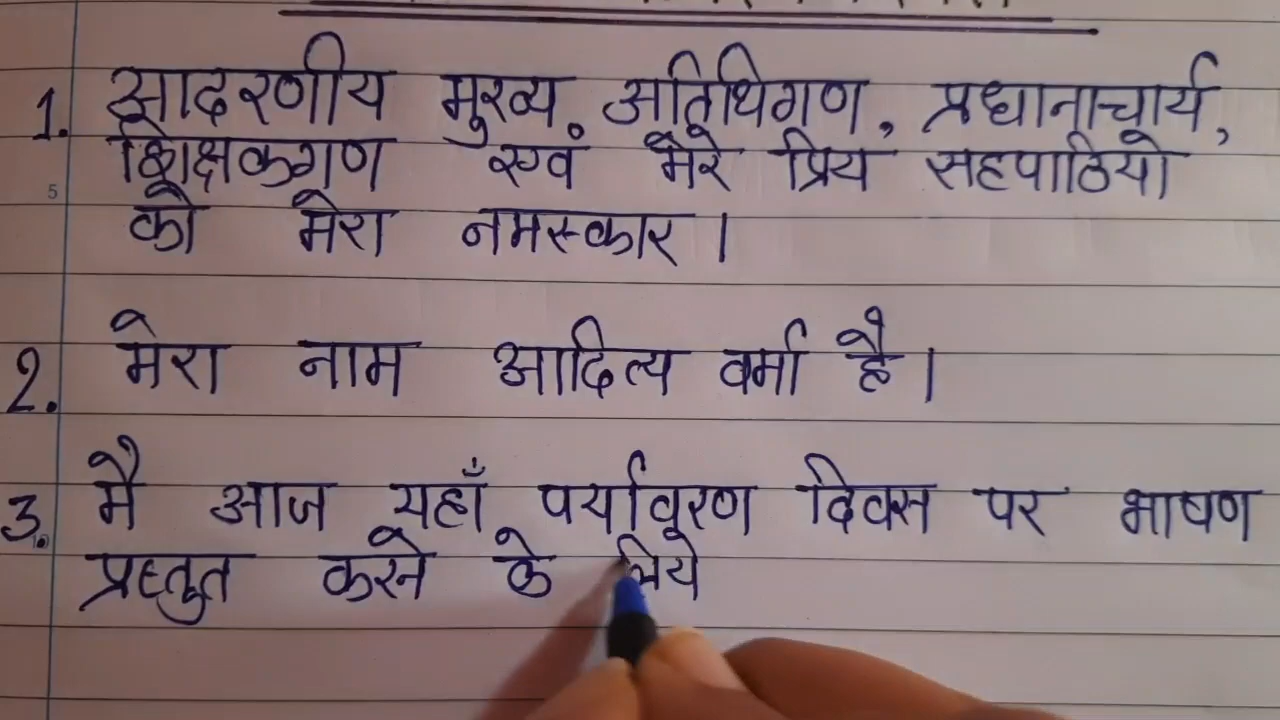 1. आदरणीय मुख्य अतिथिगण, प्रधानाचार्य,
शिक्षकगण एवं मेरे प्रिय सहपाठियो
को मेरा नमस्कार।
2. मेरा नाम आदित्य वर्मा है।
3. मै आज यहाँ पर्यावरण दिवस पर भाषण
प्रस्तुत करने के लिये